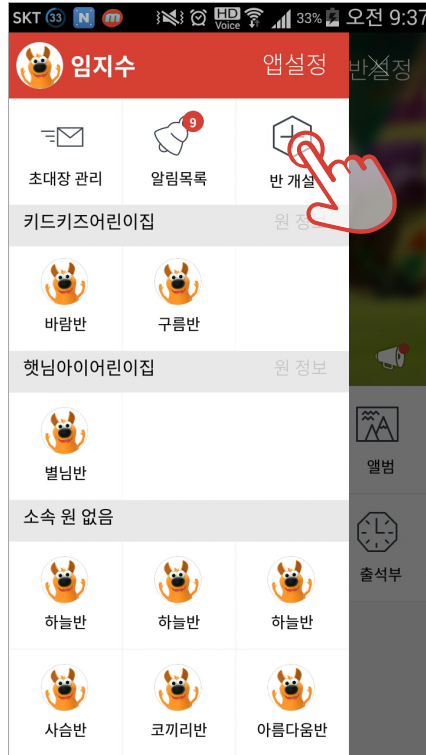 SKT 33 N m HD Voice 33% 오전 9:37
임지수 앱설정 반설정
9
초대장 관리 알림목록 반 개설
키드키즈어린이집 원 정보
바람반 구름반
햇님아이어린이집 원 정보
앨범
별님반
소속 원 없음
출석부
하늘반 하늘반 하늘반
사슴반 코끼리반 아름다움반